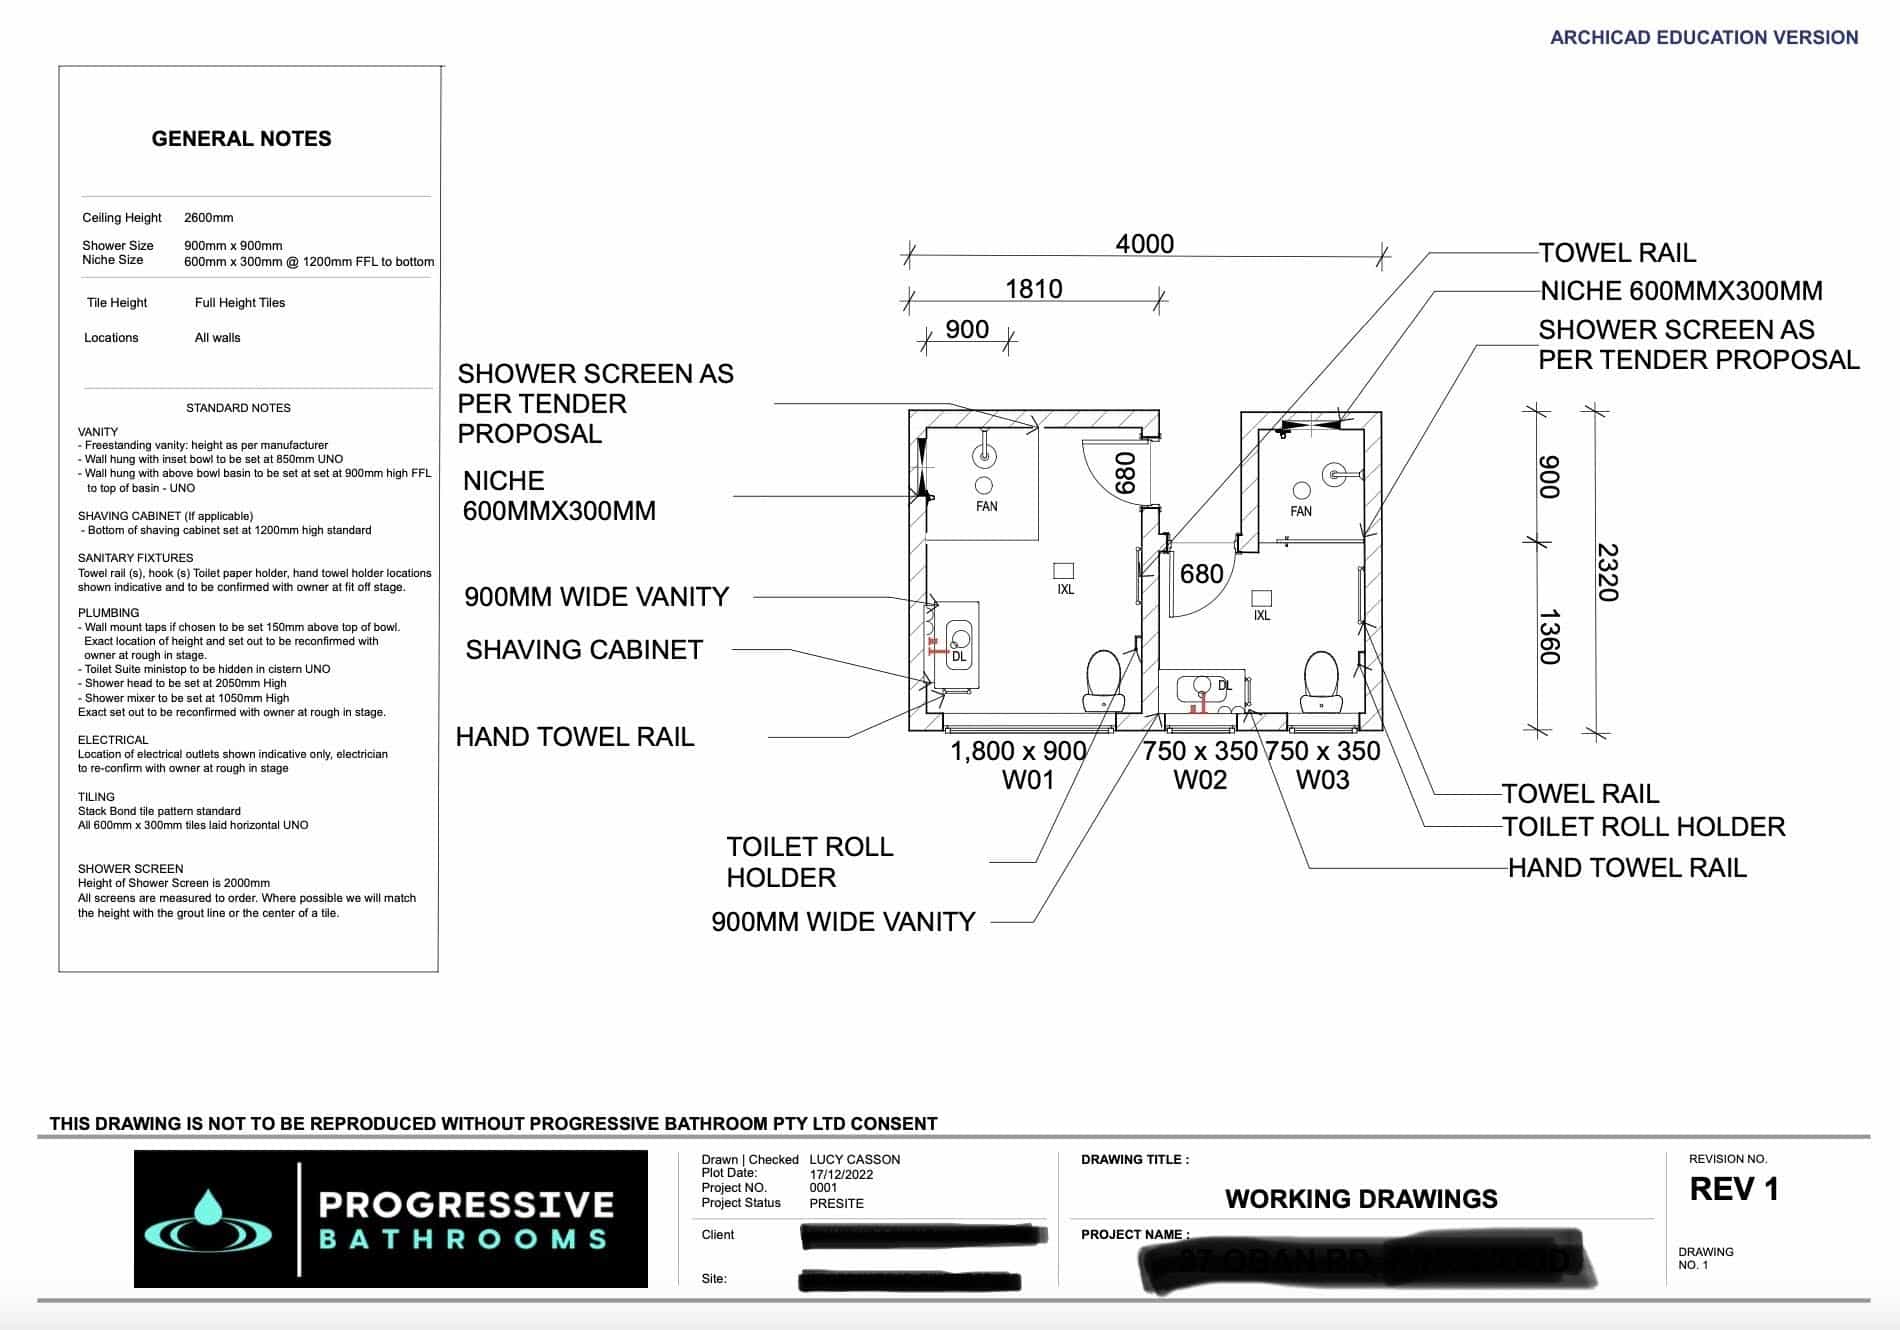 ARCHICAD EDUCATION VERSION
GENERAL NOTES
Ceiling Height 2600mm
Shower Size 900mm x 900mm
Niche Size 600mm x 300mm @ 1200mm FFL to bottom
Tile Height Full Height Tiles
Locations All walls
STANDARD NOTES
VANITY
- Freestanding vanity: height as per manufacturer
- Wall hung with inset bowl to be set at 850mm UNO
- Wall hung with above bowl basin to be set at set at 900mm high FFL
to top of basin - UNO
SHAVING CABINET (If applicable)
- Bottom of shaving cabinet set at 1200mm high standard
SANITARY FIXTURES
Towel rail (s), hook (s) Toilet paper holder, hand towel holder locations
shown indicative and to be confirmed with owner at fit off stage.
PLUMBING
- Wall mount taps if chosen to be set 150mm above top of bowl.
Exact location of height and set out to be reconfirmed with
owner at rough in stage.
- Toilet Suite ministop to be hidden in cistern UNO
- Shower head to be set at 2050mm High
- Shower mixer to be set at 1050mm High
Exact set out to be reconfirmed with owner at rough in stage.
ELECTRICAL
Location of electrical outlets shown indicative only, electrician
to re-confirm with owner at rough in stage
TILING
Stack Bond tile pattern standard
All 600mm x 300mm tiles laid horizontal UNO
SHOWER SCREEN
Height of Shower Screen is 2000mm
All screens are measured to order. Where possible we will match
the height with the grout line or the center of a tile.
4000
1810
900
SHOWER SCREEN AS
PER TENDER
PROPOSAL
NICHE
600MMX300MM
900MM WIDE VANITY
SHAVING CABINET
HAND TOWEL RAIL
FAN
680
IXL
DL
FAN
680
IXL
DL
1,800 x 900
W01
750 x 350
W02
750 x 350
W03
TOILET ROLL
HOLDER
900MM WIDE VANITY
TOWEL RAIL
NICHE 600MMX300MM
SHOWER SCREEN AS
PER TENDER PROPOSAL
900
1360
2320
TOWEL RAIL
TOILET ROLL HOLDER
HAND TOWEL RAIL
THIS DRAWING IS NOT TO BE REPRODUCED WITHOUT PROGRESSIVE BATHROOM PTY LTD CONSENT
PROGRESSIVE
BATHROOMS
Drawn | Checked LUCY CASSON
Plot Date: 17/12/2022
Project NO. 0001
Project Status PRESITE
Client
Site:
DRAWING TITLE :
WORKING DRAWINGS
PROJECT NAME :
REVISION NO.
REV 1
DRAWING
NO. 1